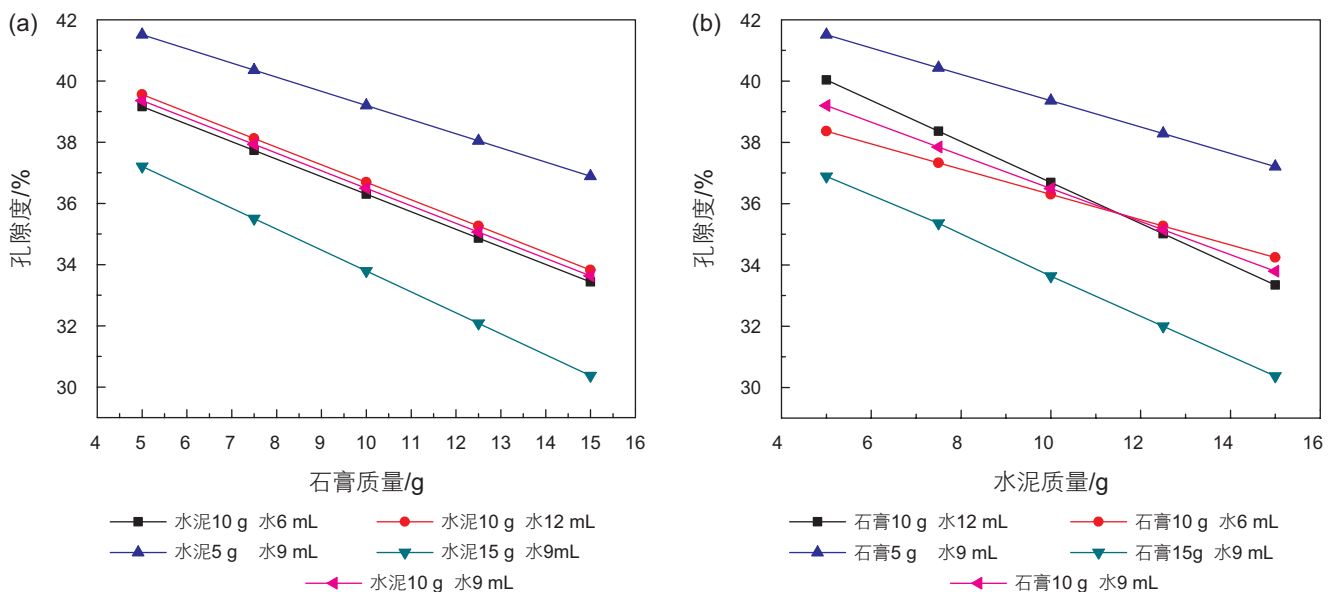 (a)
42
40
38
36
34
32
30
孔隙度/%
4 5 6 7 8 9 10 11 12 13 14 15 16
石膏质量/g
水泥10 g 水6 mL 水泥10 g 水12 mL
水泥5 g 水9 mL 水泥15 g 水9mL
水泥10 g 水9 mL
(b)
42
40
38
36
34
32
30
孔隙度/%
4 6 8 10 12 14 16
水泥质量/g
石膏10 g 水12 mL 石膏10 g 水6 mL
石膏5 g 水9 mL 石膏15g 水9 mL
石膏10 g 水9 mL